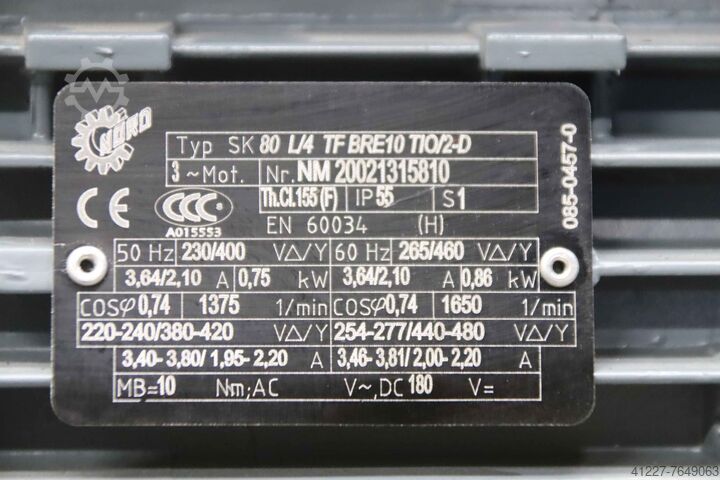 NORD
Typ SK 80 L/4 TF BRE10 TIO/2-D
3~Mot. Nr. NM 20021315810
Th.Cl.155 (F) IP 55 S1
CE CCC S
A015553
EN 60034 (H)
50 Hz 230/400 V△/Y 60 Hz 265/460 V△/Y
3,64/2,10 A 0,75 kW 3,64/2,10 A 0,86 kW
COSφ 0,74 1375 1/min COSφ 0,74 1650 1/min
220-240/380-420 V△/Y 254-277/440-480 V△/Y
3,40-3,80/1,95-2,20 A 3,46-3,81/2,00-2,20 A
MB=10 Nm;AC V~,DC 180 V=
085-0457-0
41227-7649063